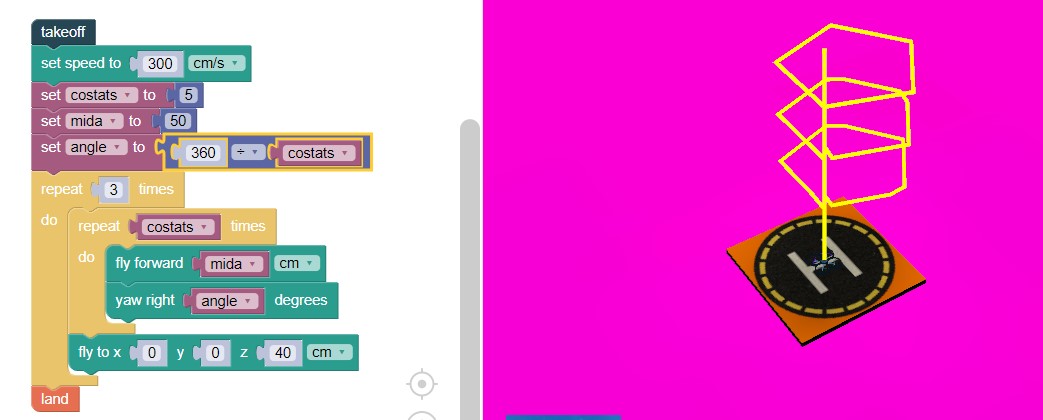 takeoff
set speed to 300 cm/s
set costats to 5
set mida to 50
set angle to 360 ÷ costats
repeat 3 times
do repeat costats times
do fly forward mida cm
yaw right angle degrees
fly to x 0 y 0 z 40 cm
land
H